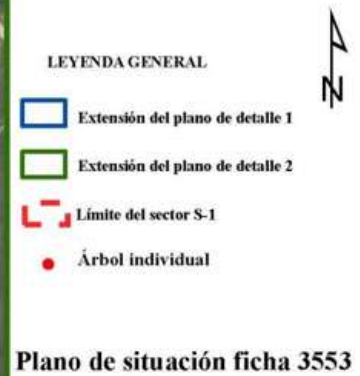 N
LEYENDA GENERAL
Extensión del plano de detalle 1
Extensión del plano de detalle 2
Límite del sector S-1
Árbol individual
Plano de situación ficha 3553